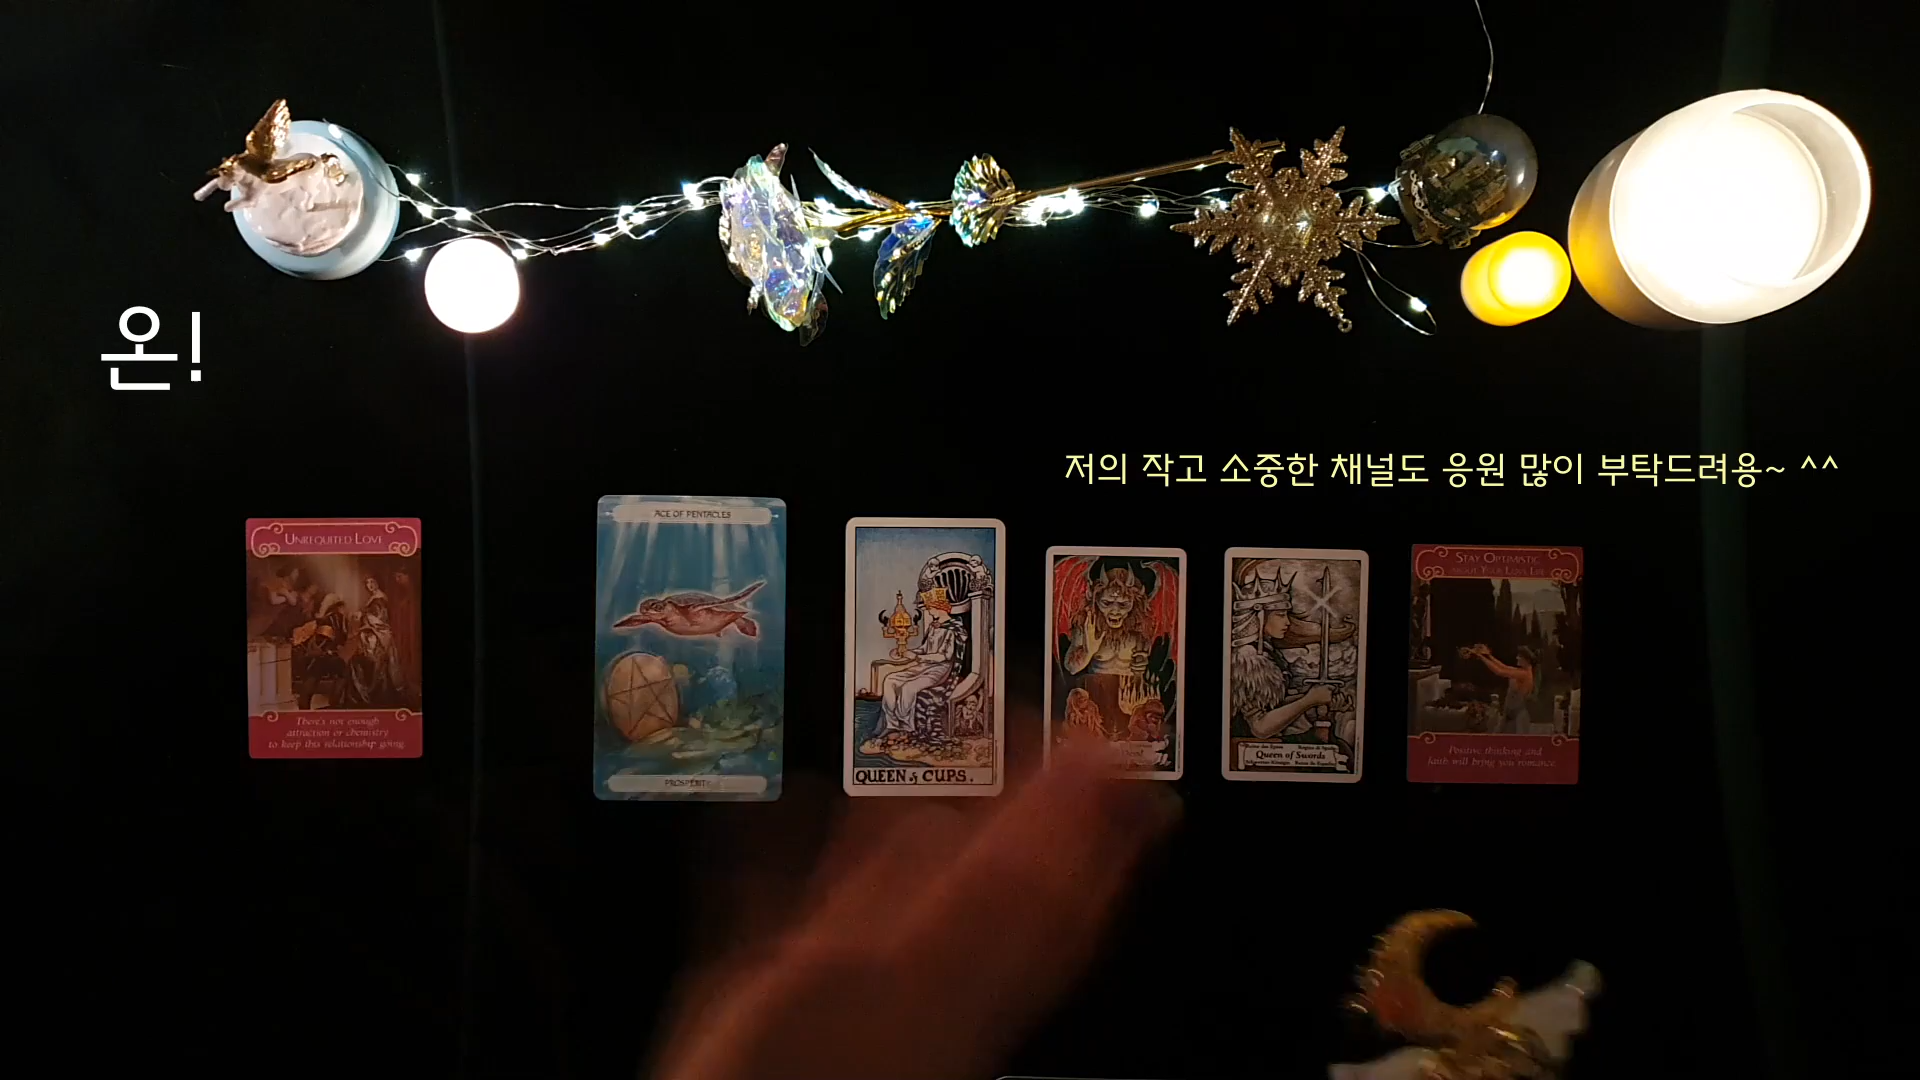 온!
저의 작고 소중한 채널도 응원 많이 부탁드려용~ ^^
UNREQUITED LOVE
There's not enough
attraction or chemistry
to keep this relationship going.
ACE OF PENTACLES
PROSPERITY
QUEEN of CUPS.
Queen of Swords
STAY OPTIMISTIC
ABOUT YOUR LOVE LIFE
Positive thinking and
faith will bring you romance.